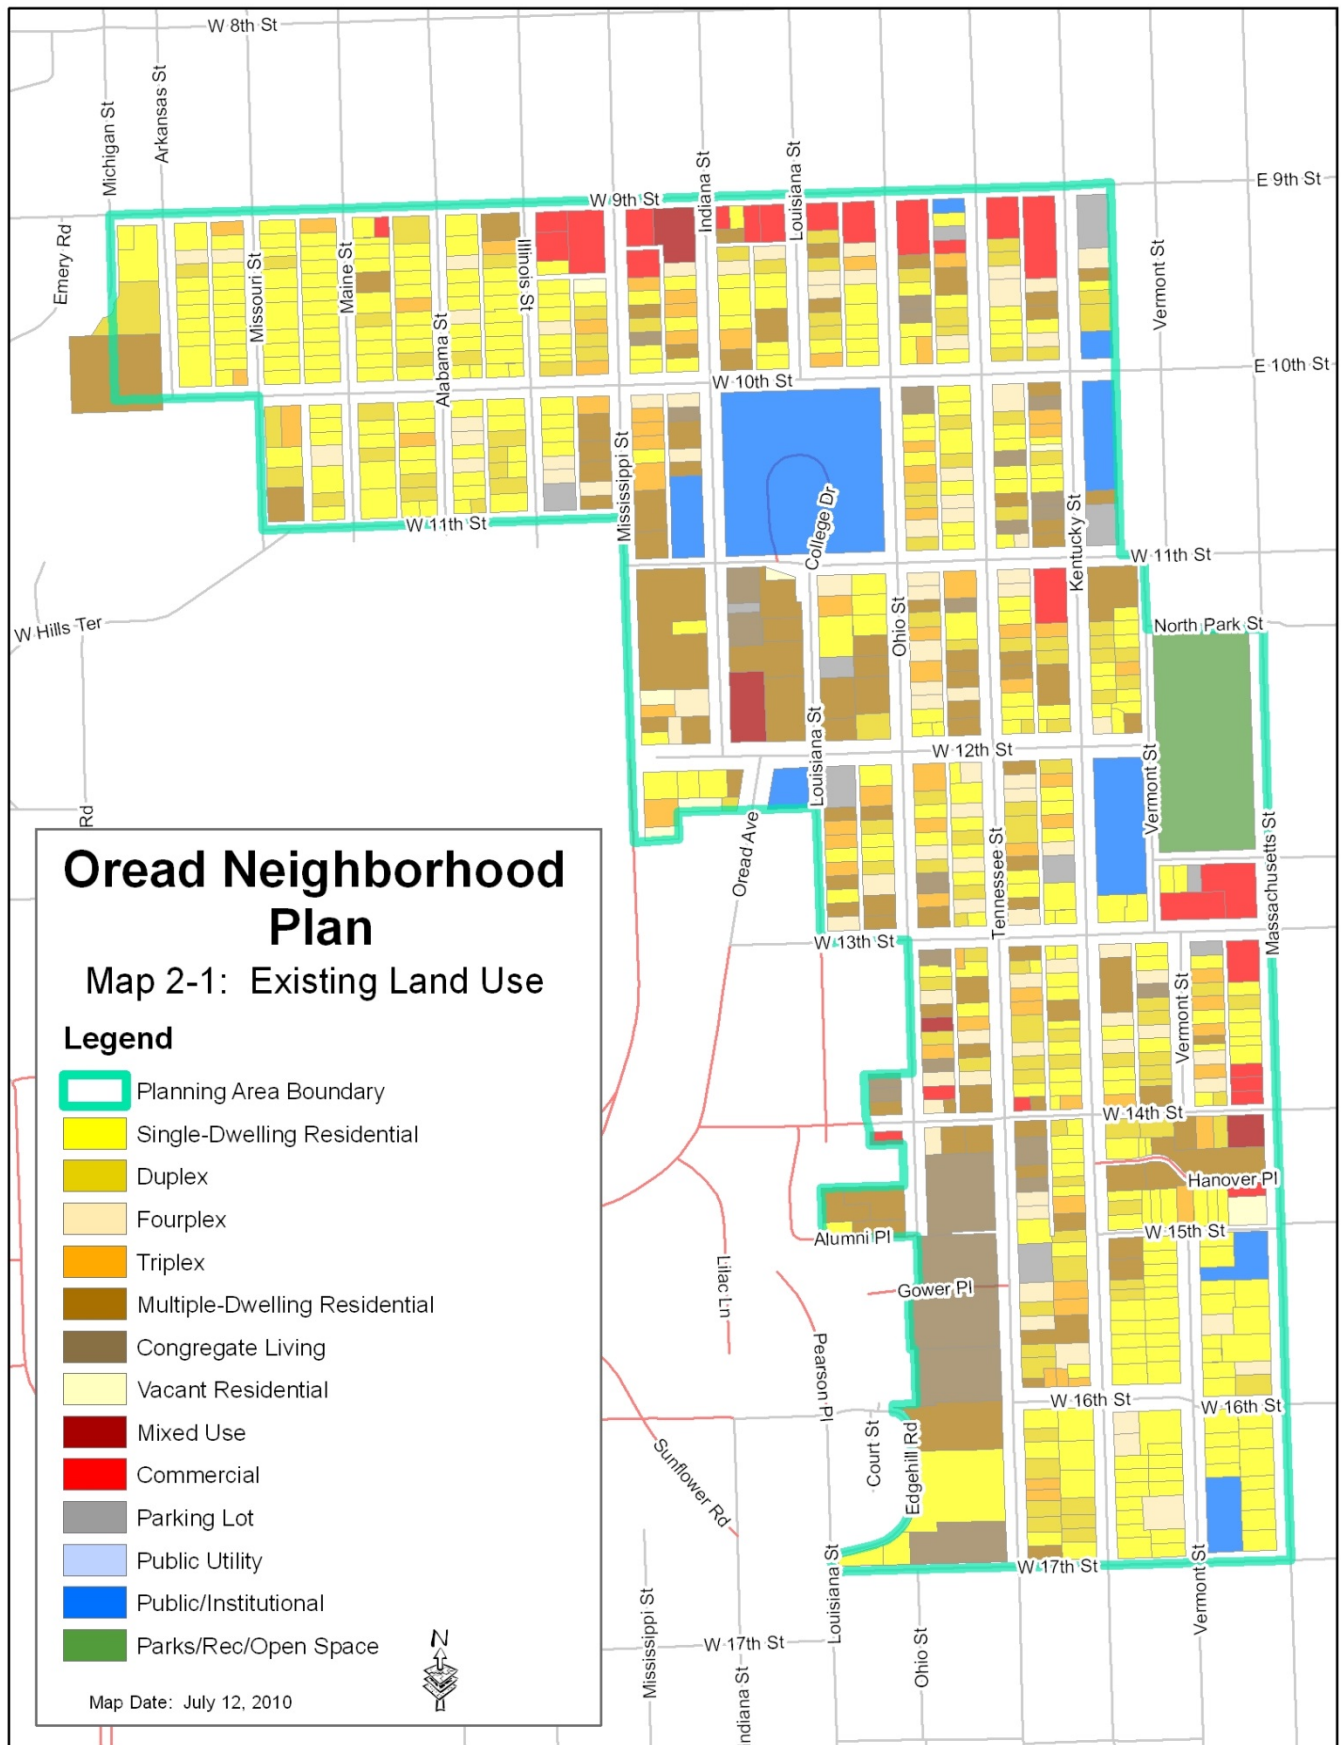 W 8th St
Michigan St
Arkansas St
Emery Rd
W 9th St
Indiana St
Louisiana St
E 9th St
Missouri St
Maine St
Illinois St
Alabama St
Vermont St
W 10th St
E 10th St
Mississippi St
College Dr
W 11th St
Kentucky St
W 11th St
W Hills Ter
Ohio St
North Park St
Louisiana St
W 12th St
Vermont St
Rd
Oread Ave
Tennessee St
Massachusetts St
W 13th St
Vermont St
W 14th St
Hanover Pl
Alumni Pl
W 15th St
Lilac Ln
Gower Pl
Pearson Pl
W 16th St
W 16th St
Court St
Edgehill Rd
Sunflower Rd
W 17th St
Louisiana St
Vermont St
Mississippi St
W 17th St
Ohio St
ndiana St
Oread Neighborhood
Plan
Map 2-1: Existing Land Use
Legend
Planning Area Boundary
Single-Dwelling Residential
Duplex
Fourplex
Triplex
Multiple-Dwelling Residential
Congregate Living
Vacant Residential
Mixed Use
Commercial
Parking Lot
Public Utility
Public/Institutional
Parks/Rec/Open Space
N
Map Date: July 12, 2010